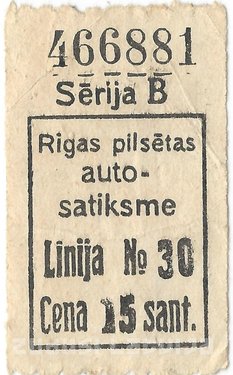 466881
Sērija B
Rigas pilsētas
auto-
satiksme
Linija № 30
Cena 15 sant.